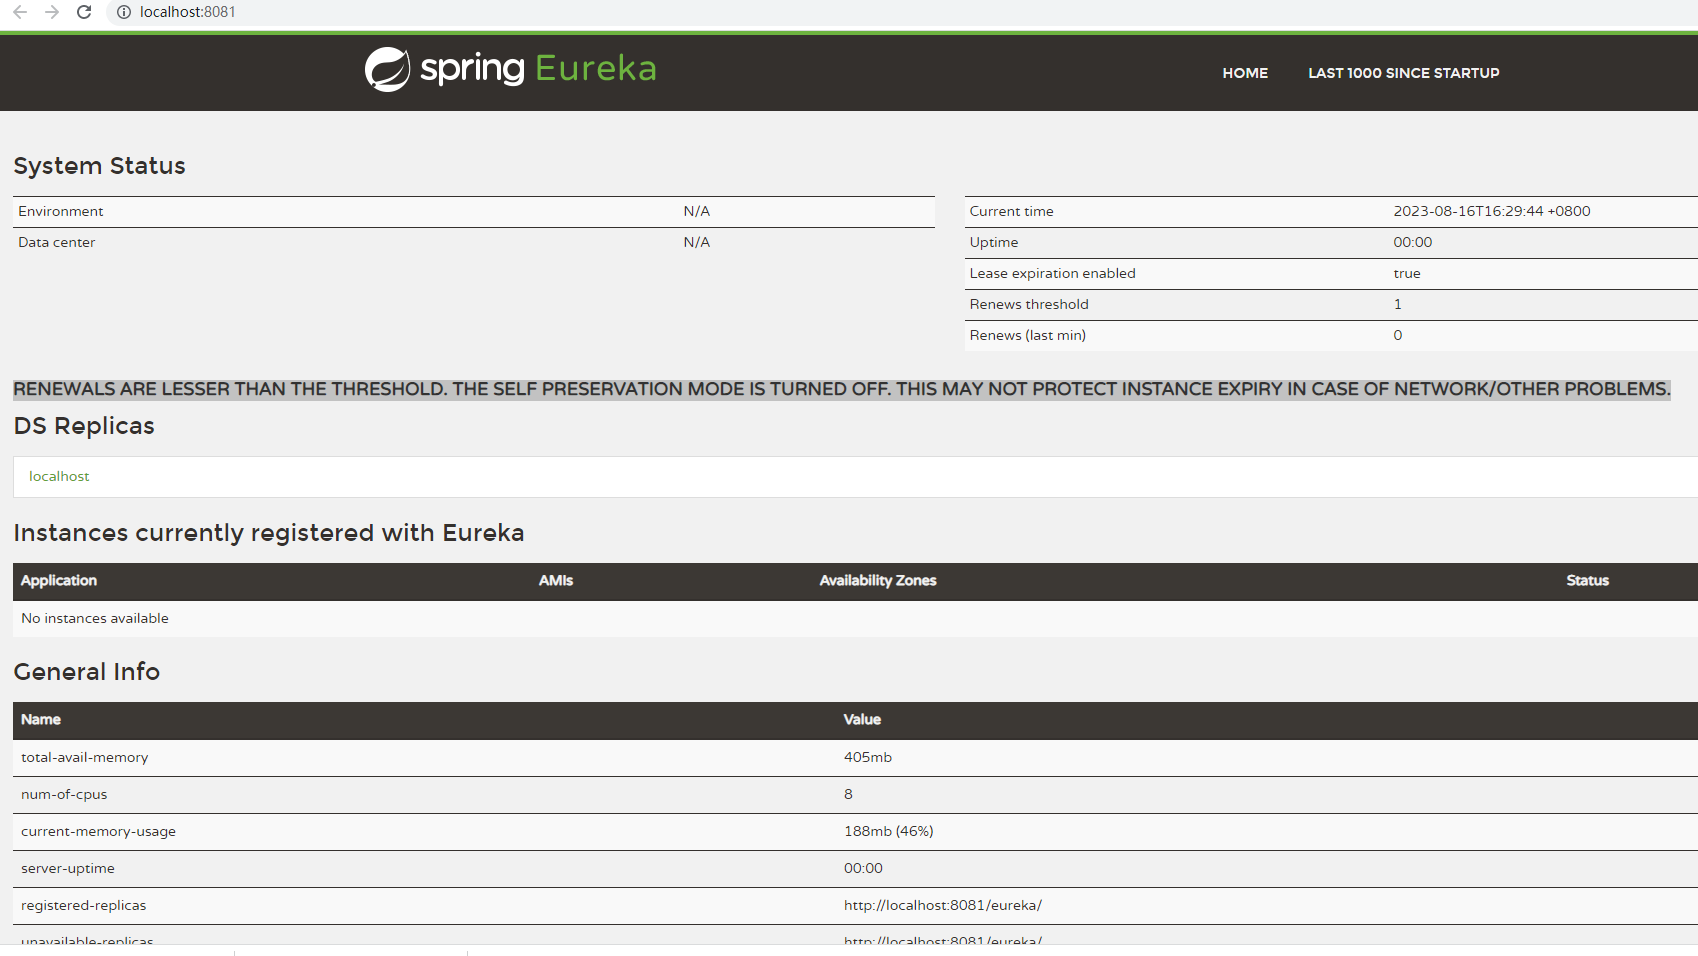 localhost:8081
spring Eureka
HOME LAST 1000 SINCE STARTUP
System Status
Environment N/A
Data center N/A
Current time 2023-08-16T16:29:44 +0800
Uptime 00:00
Lease expiration enabled true
Renews threshold 1
Renews (last min) 0
RENEWALS ARE LESSER THAN THE THRESHOLD. THE SELF PRESERVATION MODE IS TURNED OFF. THIS MAY NOT PROTECT INSTANCE EXPIRY IN CASE OF NETWORK/OTHER PROBLEMS.
DS Replicas
localhost
Instances currently registered with Eureka
Application AMIs Availability Zones Status
No instances available
General Info
Name Value
total-avail-memory 405mb
num-of-cpus 8
current-memory-usage 188mb (46%)
server-uptime 00:00
registered-replicas http://localhost:8081/eureka/
unavailable-replicas http://localhost:8081/eureka/